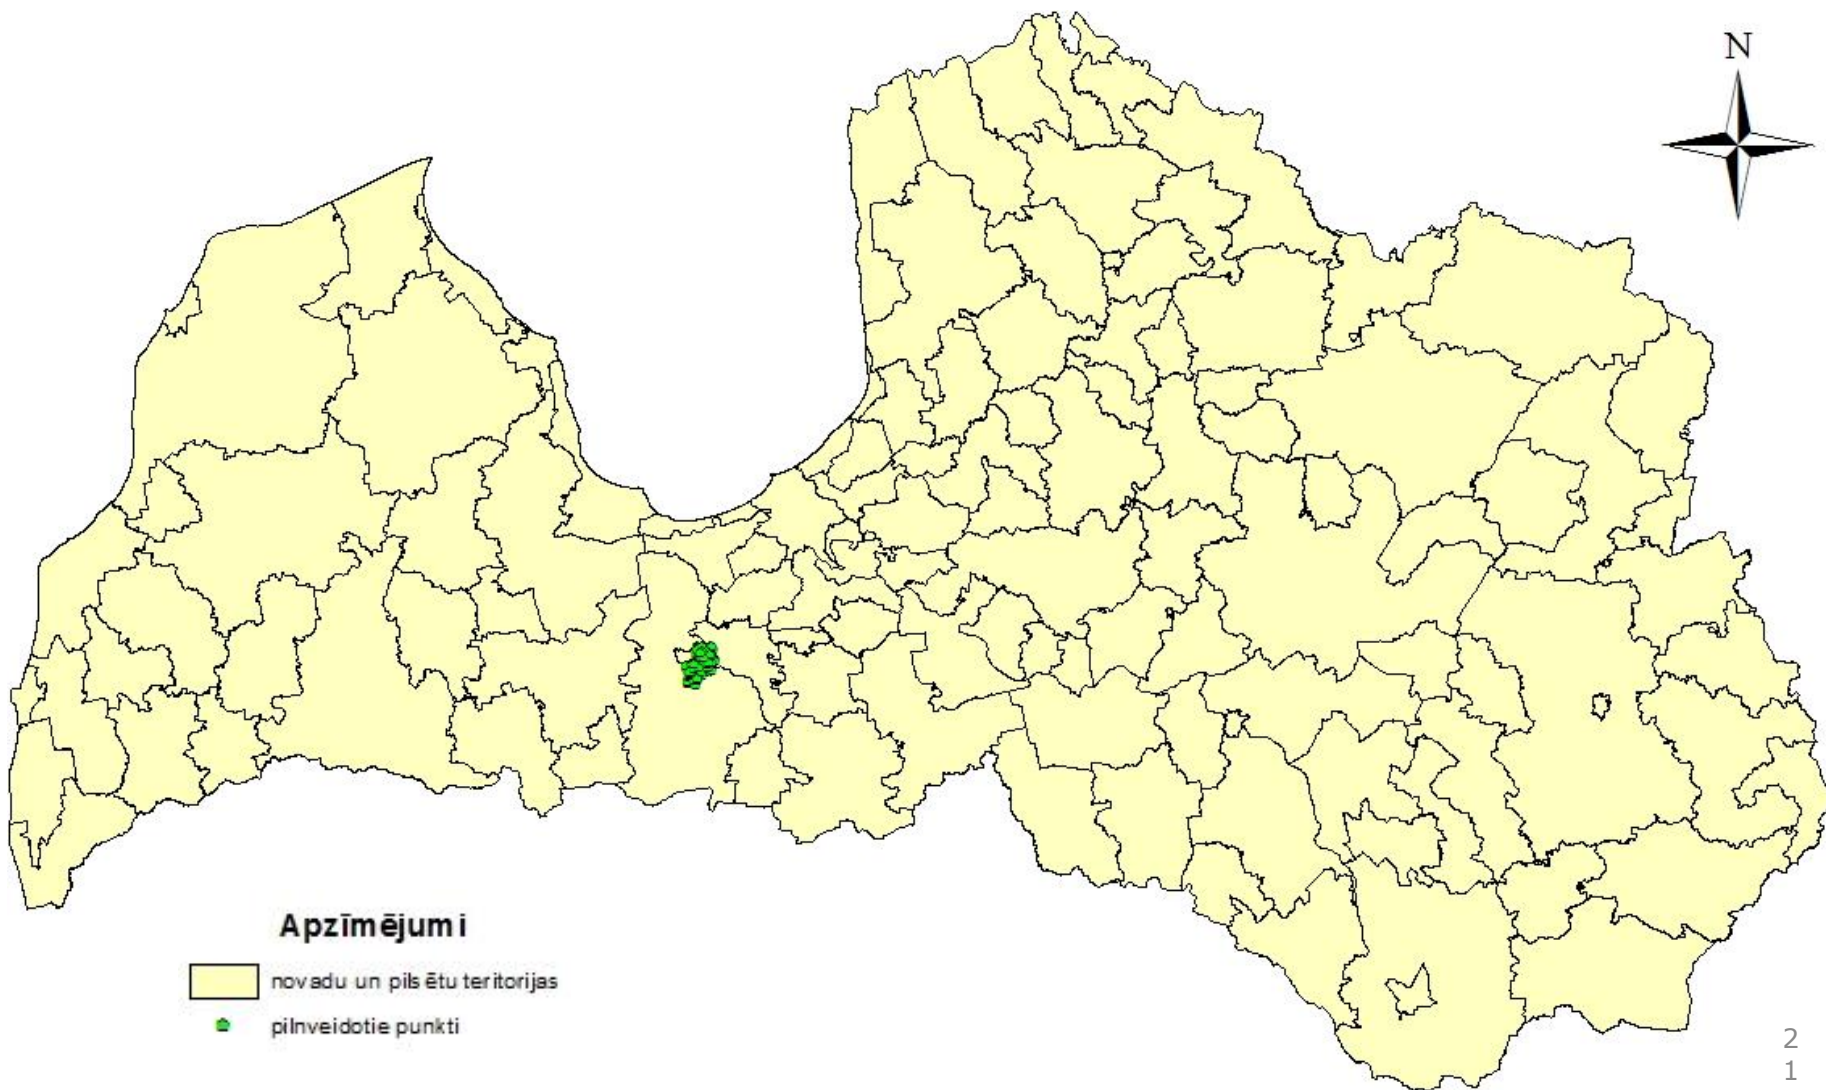 N
Apzīmējumi
novadu un pilsētu teritorijas
pilnveidotie punkti
2
1